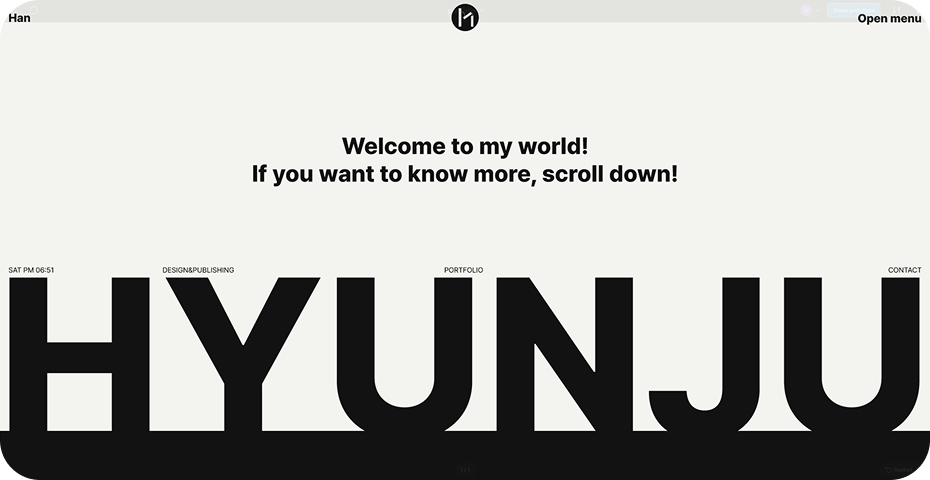 Han
Open menu
Welcome to my world!
If you want to know more, scroll down!
SAT PM 06:51
DESIGN&PUBLISHING
PORTFOLIO
CONTACT
HYUNJU